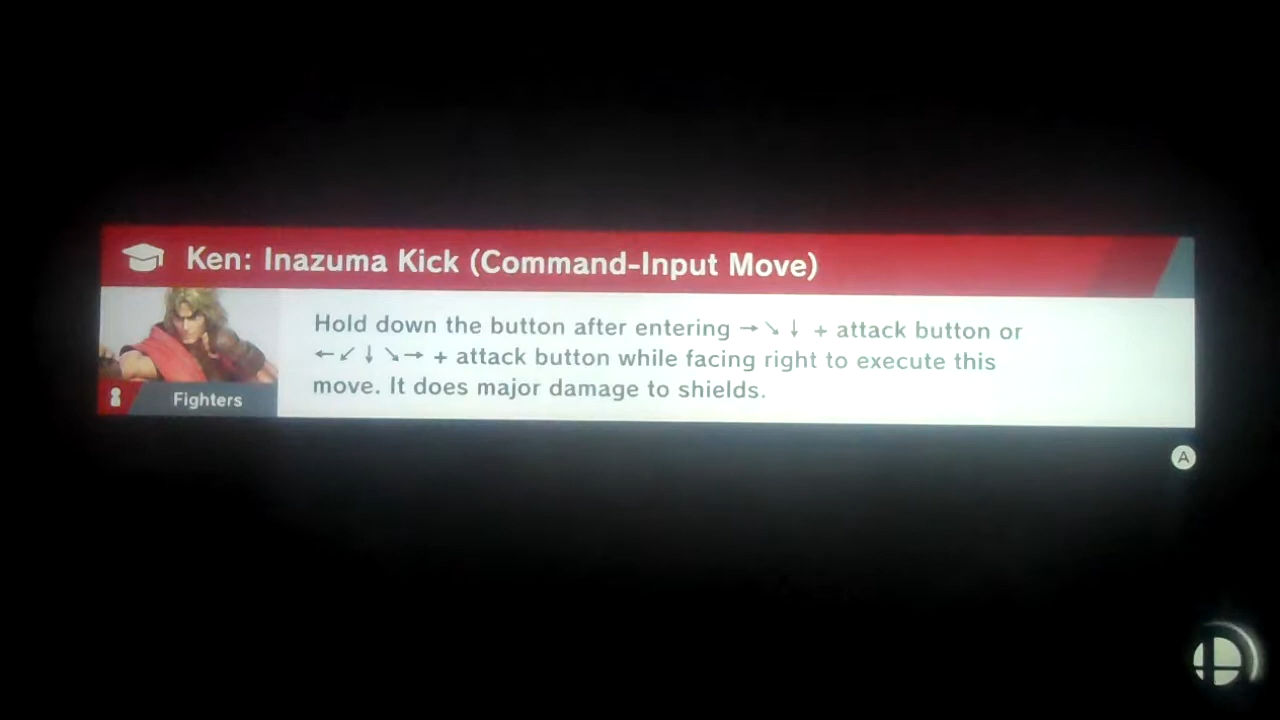 Ken: Inazuma Kick (Command-Input Move)
Hold down the button after entering →↘↓ + attack button or
←↙↓↘→ + attack button while facing right to execute this
move. It does major damage to shields.
Fighters
A